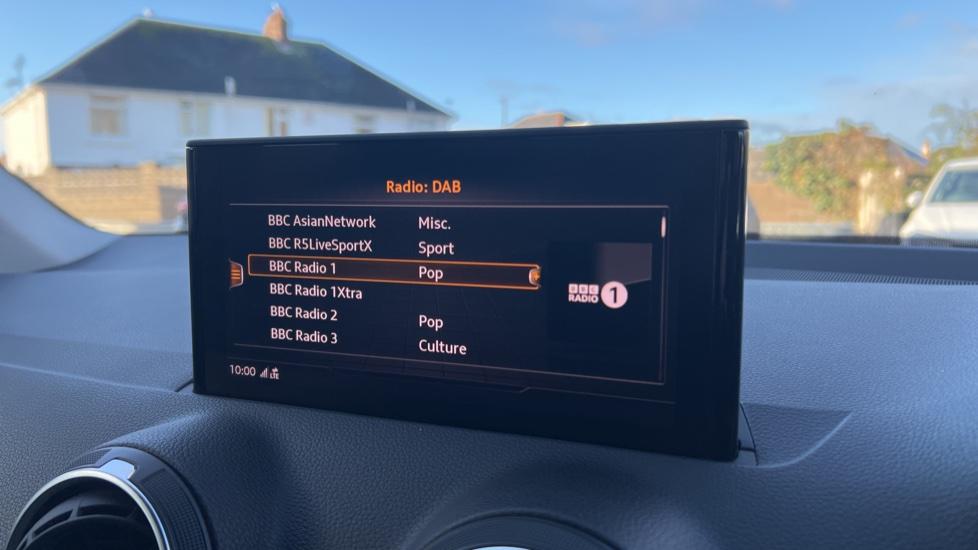 Radio: DAB
BBC AsianNetwork Misc.
BBC R5LiveSportX Sport
BBC Radio 1 Pop
BBC Radio 1Xtra
BBC Radio 2 Pop
BBC Radio 3 Culture
BBC
RADIO 1
10:00 LTE